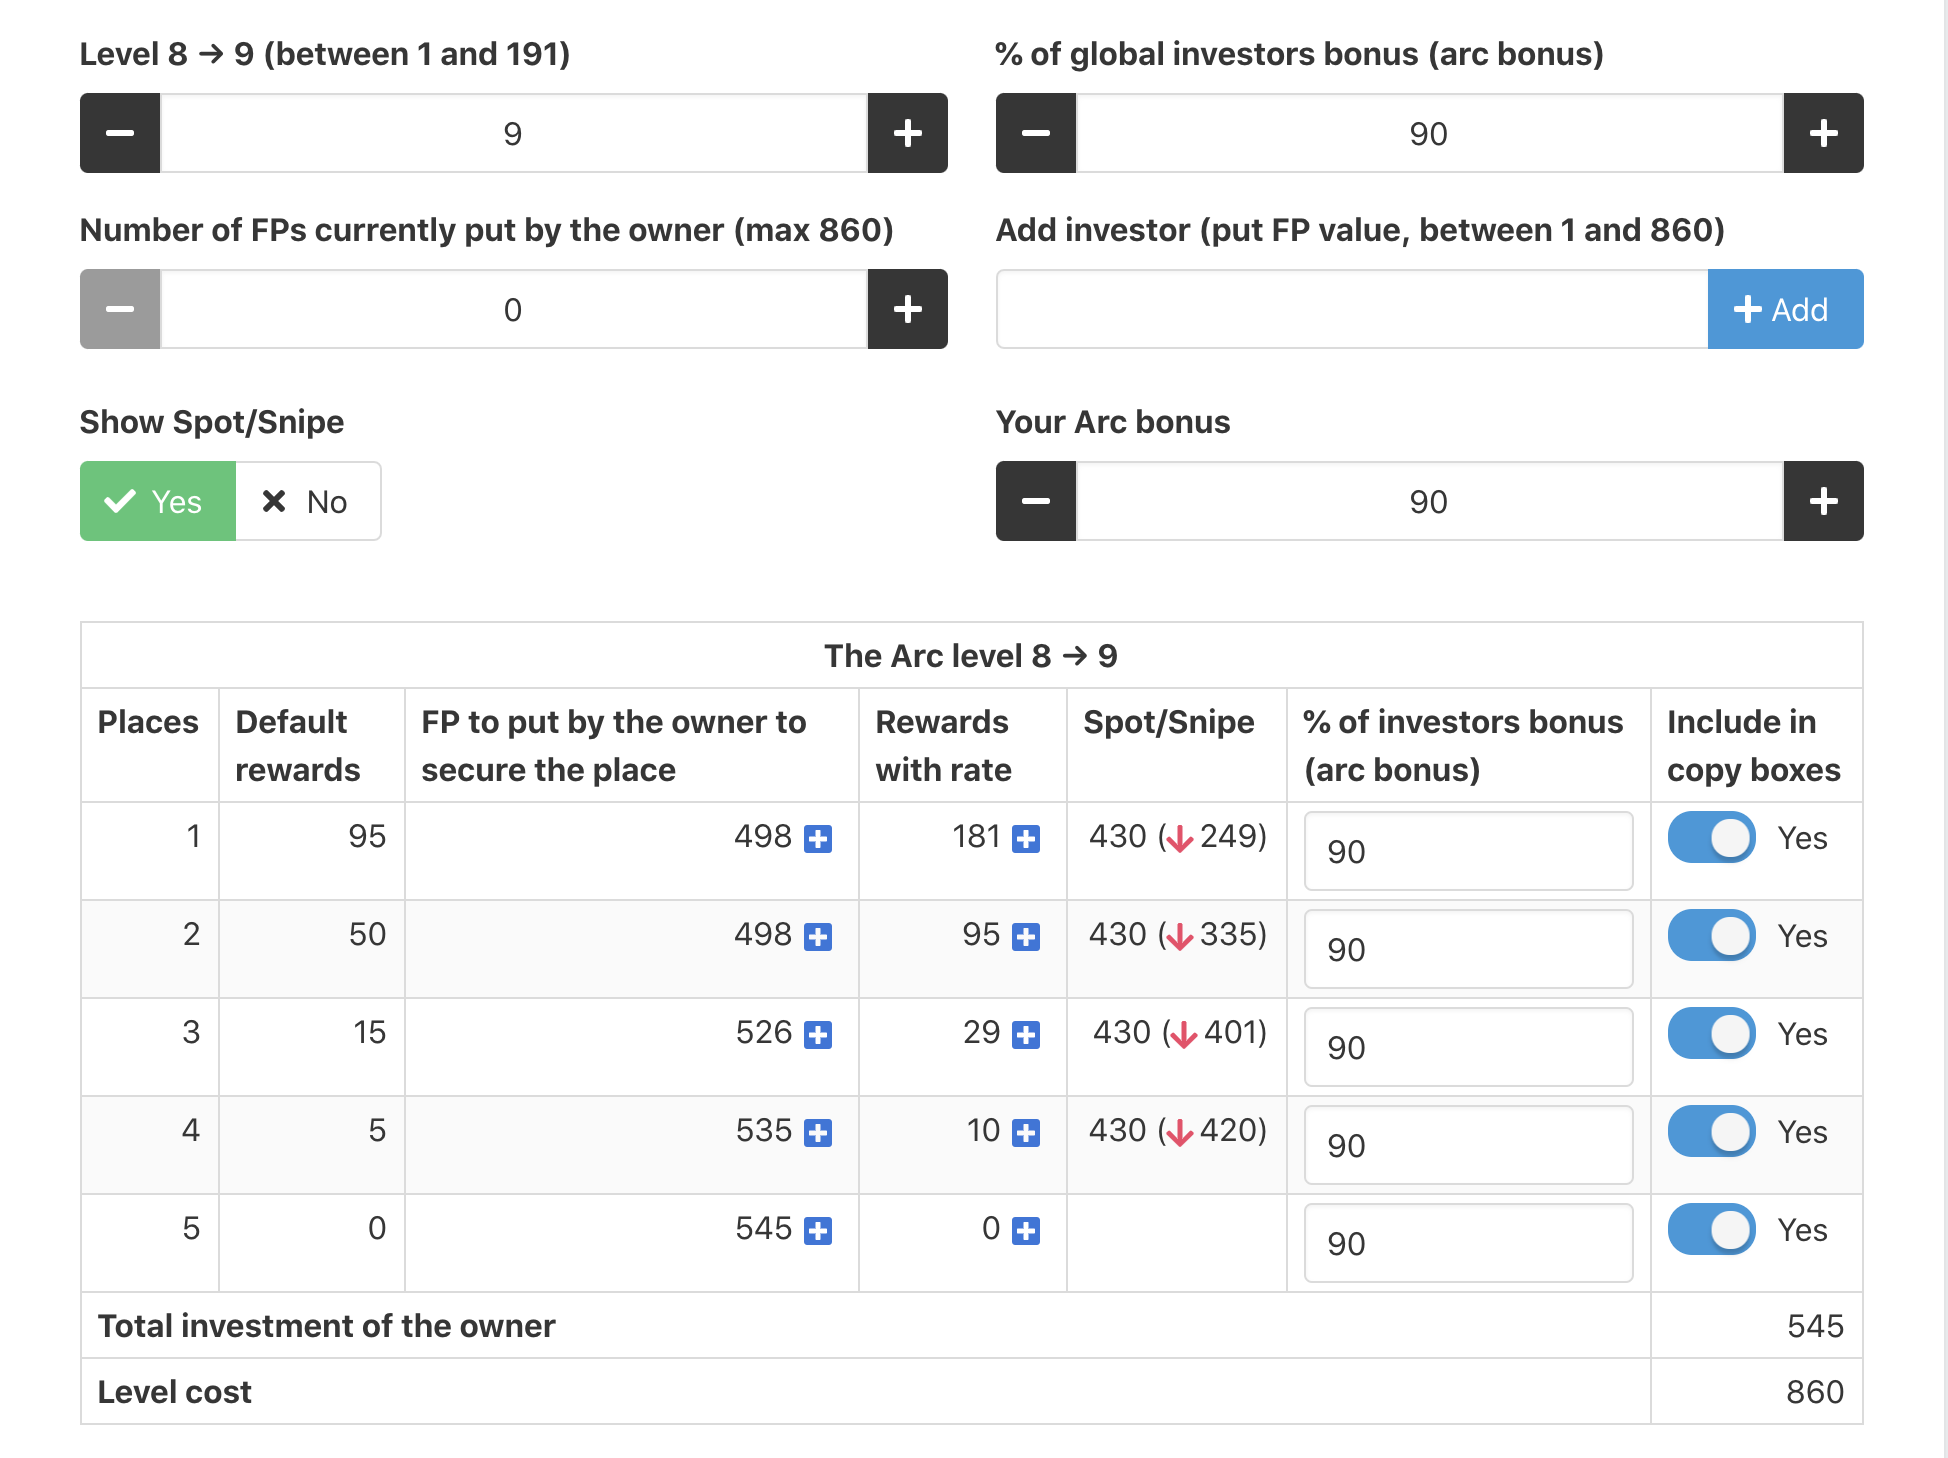 Level 8 → 9 (between 1 and 191)
% of global investors bonus (arc bonus)
− 9 +
− 90 +
Number of FPs currently put by the owner (max 860)
Add investor (put FP value, between 1 and 860)
− 0 +
+ Add
Show Spot/Snipe
Your Arc bonus
Yes No
− 90 +
The Arc level 8 → 9
Places Default rewards FP to put by the owner to secure the place Rewards with rate Spot/Snipe % of investors bonus (arc bonus) Include in copy boxes
1 95 498 181 430 (↓249) 90 Yes
2 50 498 95 430 (↓335) 90 Yes
3 15 526 29 430 (↓401) 90 Yes
4 5 535 10 430 (↓420) 90 Yes
5 0 545 0 90 Yes
Total investment of the owner 545
Level cost 860